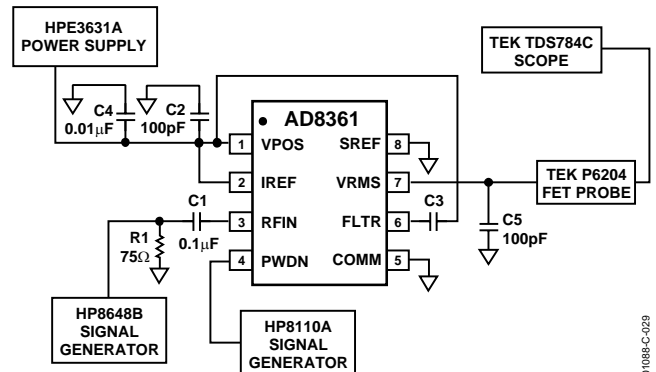 HPE3631A
POWER SUPPLY
TEK TDS784C
SCOPE
C4
0.01μF
C2
100pF
AD8361
1 VPOS SREF 8
2 IREF VRMS 7
3 RFIN FLTR 6
4 PWDN COMM 5
TEK P6204
FET PROBE
C1
0.1μF
C3
C5
100pF
R1
75Ω
HP8648B
SIGNAL
GENERATOR
HP8110A
SIGNAL
GENERATOR
01088-C-029